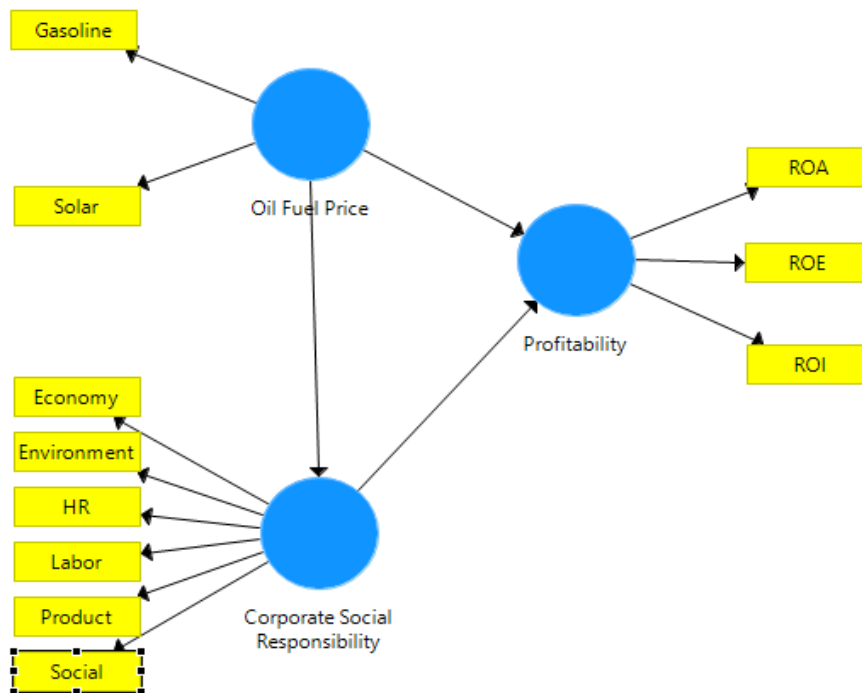 Gasoline
Solar
Oil Fuel Price
ROA
ROE
ROI
Profitability
Economy
Environment
HR
Labor
Product
Social
Corporate Social
Responsibility